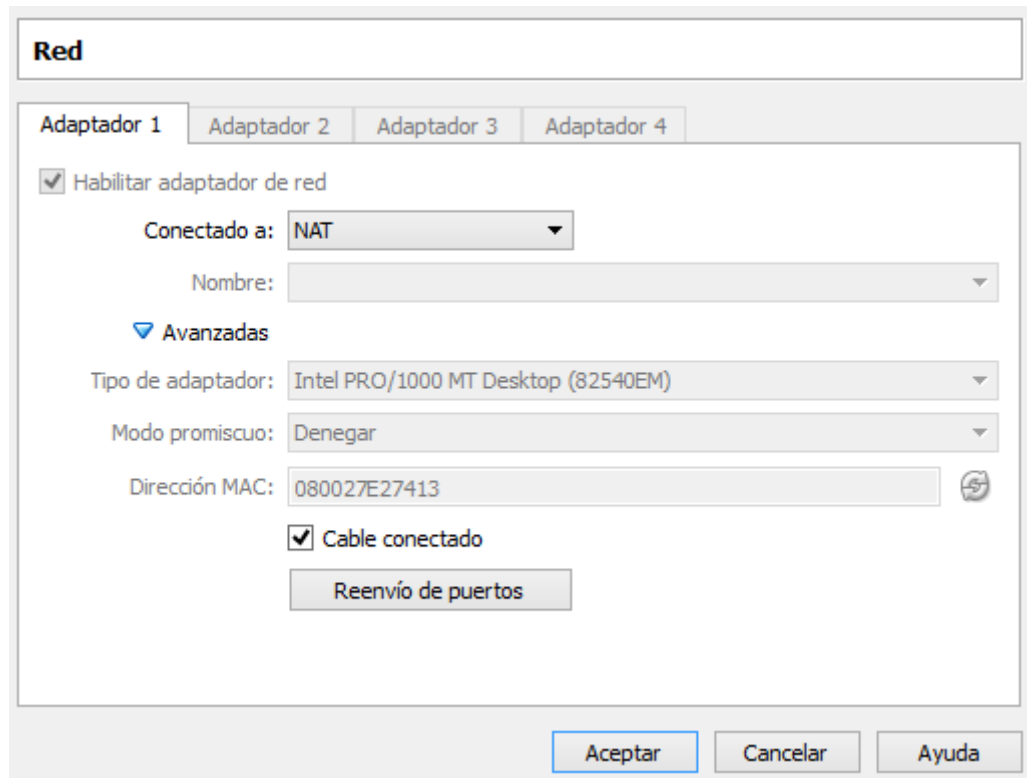 Red
Adaptador 1 Adaptador 2 Adaptador 3 Adaptador 4
Habilitar adaptador de red
Conectado a: NAT
Nombre:
Avanzadas
Tipo de adaptador: Intel PRO/1000 MT Desktop (82540EM)
Modo promiscuo: Denegar
Dirección MAC: 080027E27413
Cable conectado
Reenvío de puertos
Aceptar Cancelar Ayuda